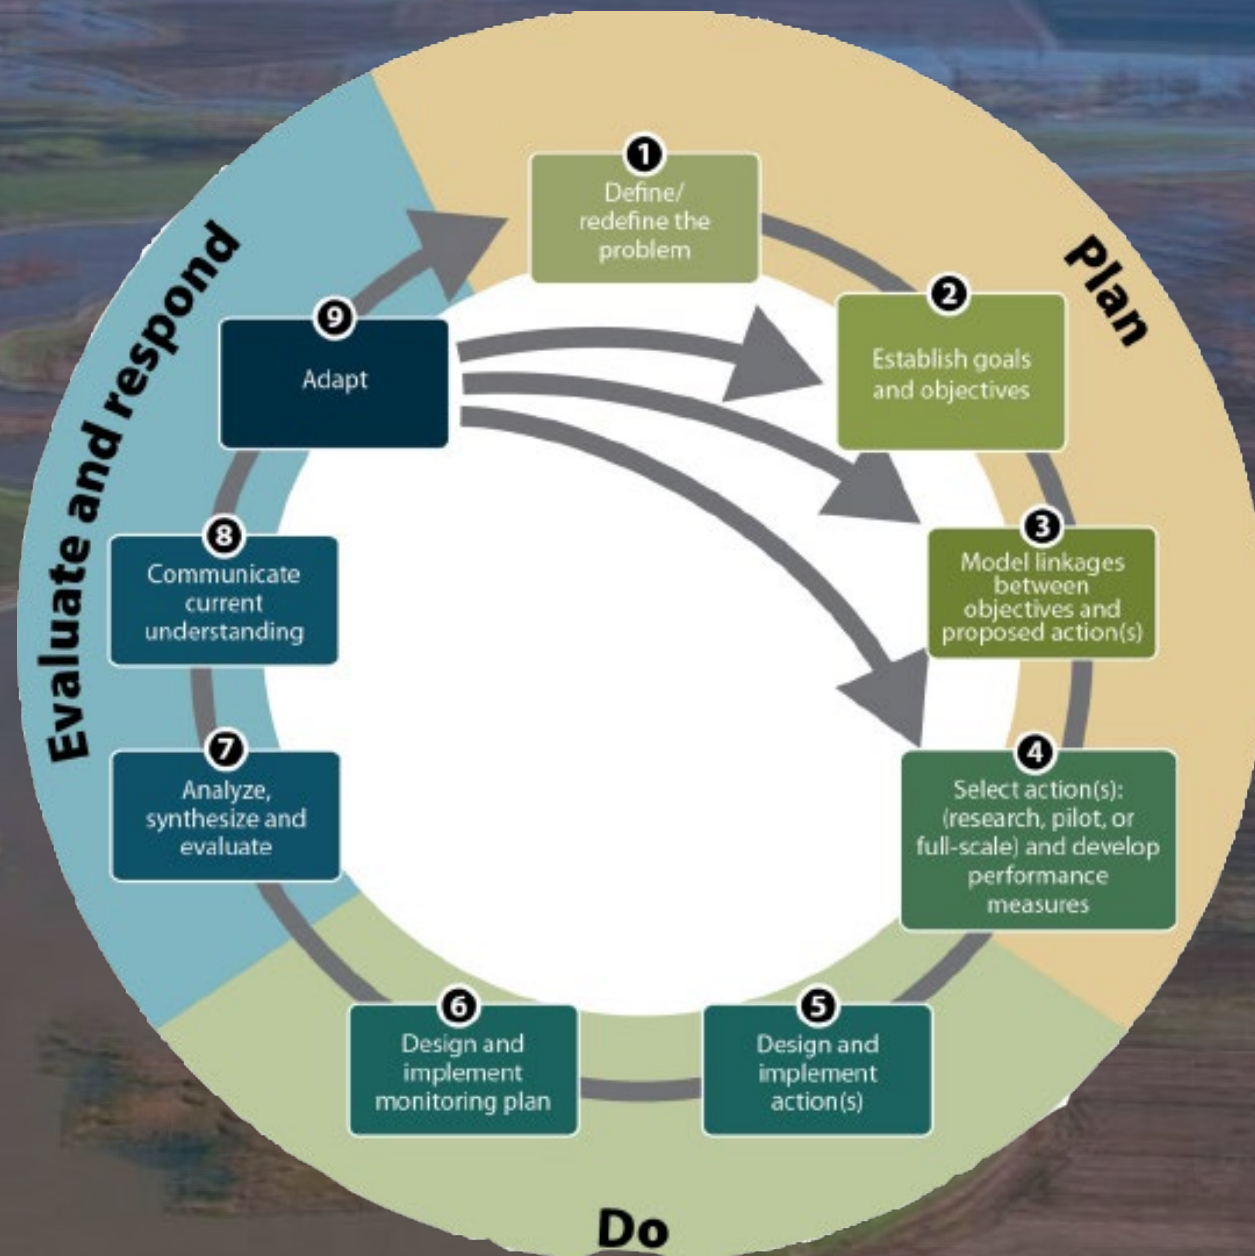 Plan
1
Define/
redefine the
problem
2
Establish goals
and objectives
3
Model linkages
between
objectives and
proposed action(s)
4
Select action(s):
(research, pilot, or
full-scale) and develop
performance
measures
Do
5
Design and
implement
action(s)
6
Design and
implement
monitoring plan
Evaluate and respond
7
Analyze,
synthesize and
evaluate
8
Communicate
current
understanding
9
Adapt